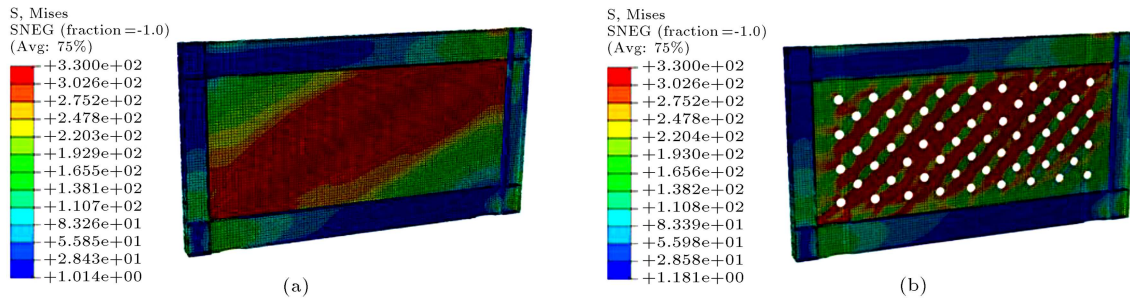 S, Mises
SNEG (fraction=-1.0)
(Avg: 75%)
+3.300e+02
+3.026e+02
+2.752e+02
+2.478e+02
+2.203e+02
+1.929e+02
+1.655e+02
+1.381e+02
+1.107e+02
+8.326e+01
+5.585e+01
+2.843e+01
+1.014e+00
(a)
S, Mises
SNEG (fraction=-1.0)
(Avg: 75%)
+3.300e+02
+3.026e+02
+2.752e+02
+2.478e+02
+2.204e+02
+1.930e+02
+1.656e+02
+1.382e+02
+1.108e+02
+8.339e+01
+5.598e+01
+2.858e+01
+1.181e+00
(b)